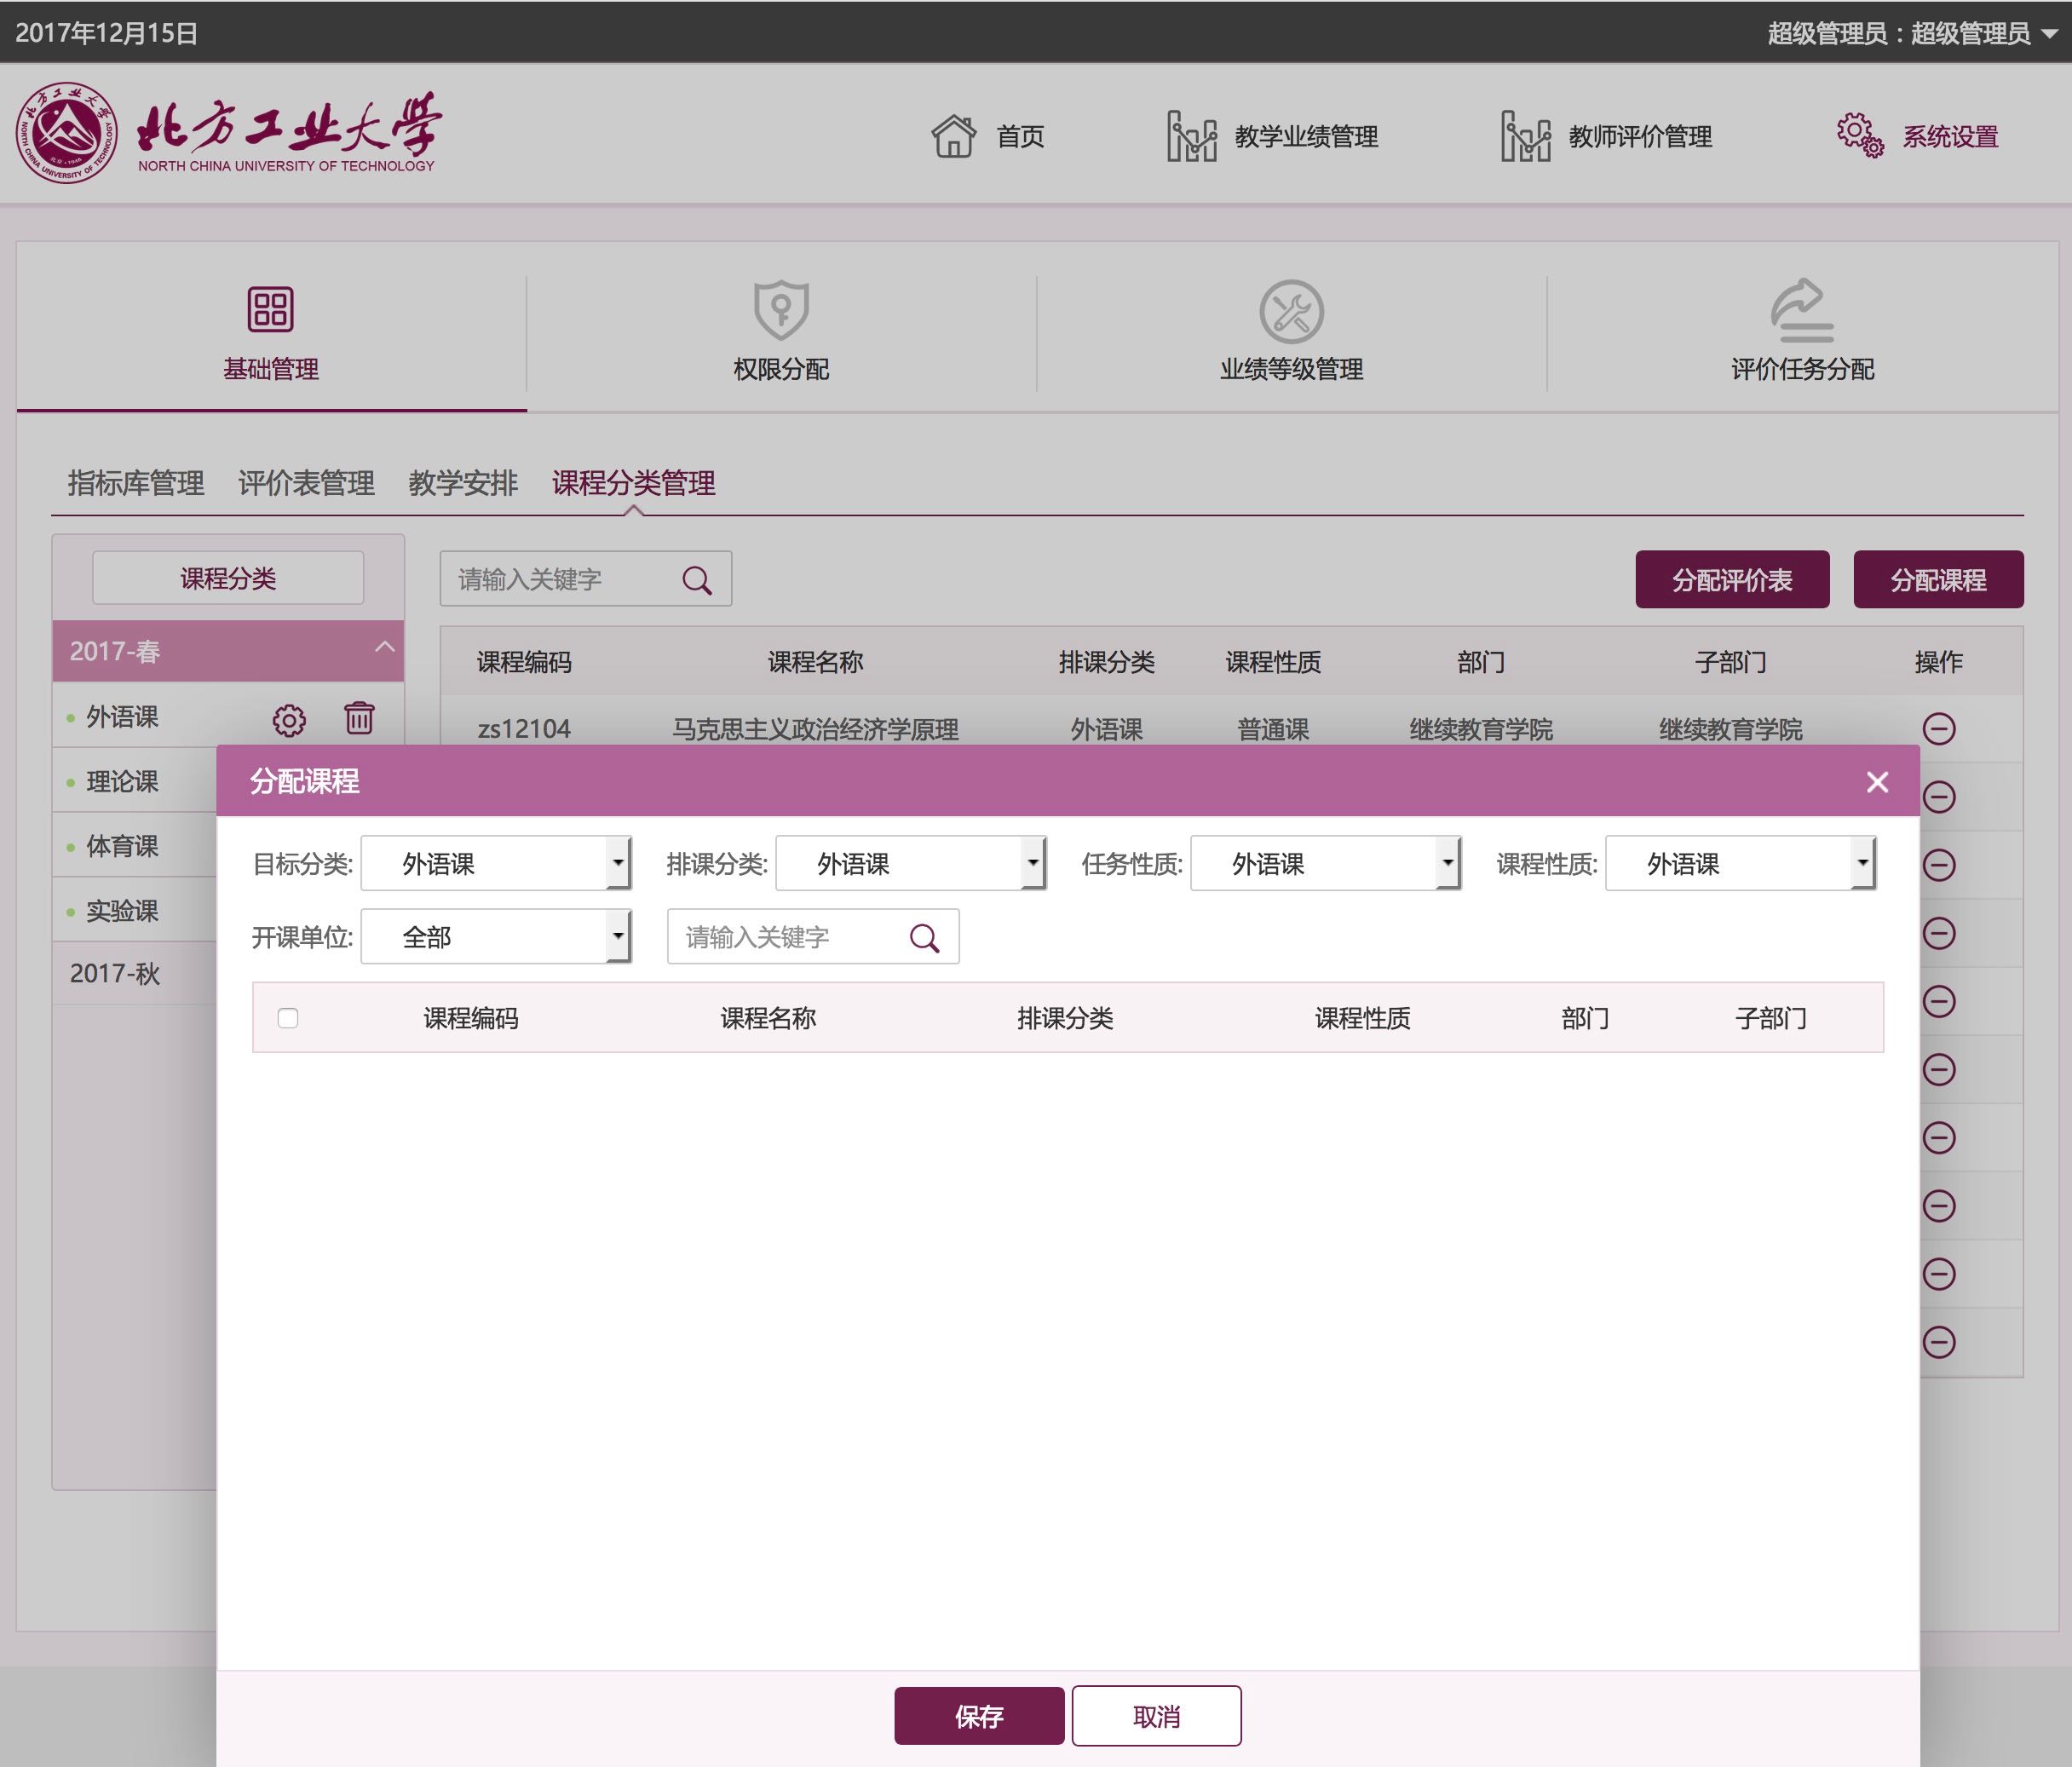 2017年12月15日
超级管理员：超级管理员
北方工业大学
NORTH CHINA UNIVERSITY OF TECHNOLOGY
北方工业大学
NORTH CHINA UNIVERSITY OF TECHNOLOGY
首页
教学业绩管理
教师评价管理
系统设置
基础管理
权限分配
业绩等级管理
评价任务分配
指标库管理 评价表管理 教学安排 课程分类管理
课程分类
请输入关键字
分配评价表
分配课程
2017-春
课程编码 课程名称 排课分类 课程性质 部门 子部门 操作
外语课
zs12104 马克思主义政治经济学原理 外语课 普通课 继续教育学院 继续教育学院
理论课
体育课
实验课
2017-秋
分配课程
目标分类: 外语课 排课分类: 外语课 任务性质: 外语课 课程性质: 外语课
开课单位: 全部 请输入关键字
课程编码 课程名称 排课分类 课程性质 部门 子部门
保存 取消